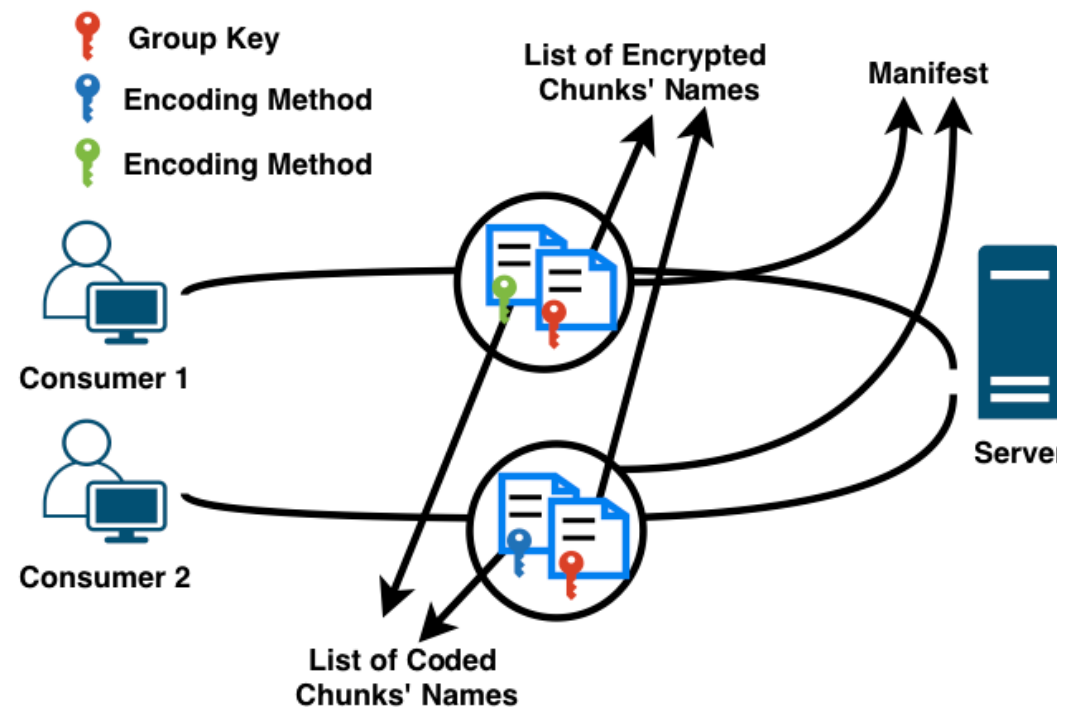 Group Key
Encoding Method
Encoding Method
List of Encrypted
Chunks' Names
Manifest
Consumer 1
Serve
Consumer 2
List of Coded
Chunks' Names